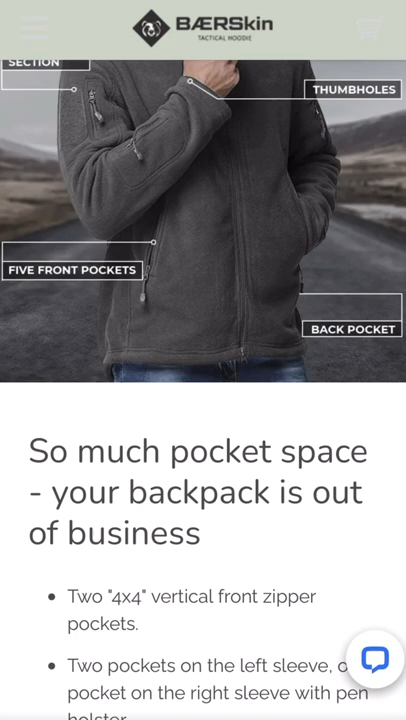 BÆRSkin
TACTICAL HOODIE
SECTION
THUMBHOLES
FIVE FRONT POCKETS
BACK POCKET
So much pocket space
- your backpack is out
of business
• Two "4x4" vertical front zipper
pockets.
• Two pockets on the left sleeve,
pocket on the right sleeve with pen
holster